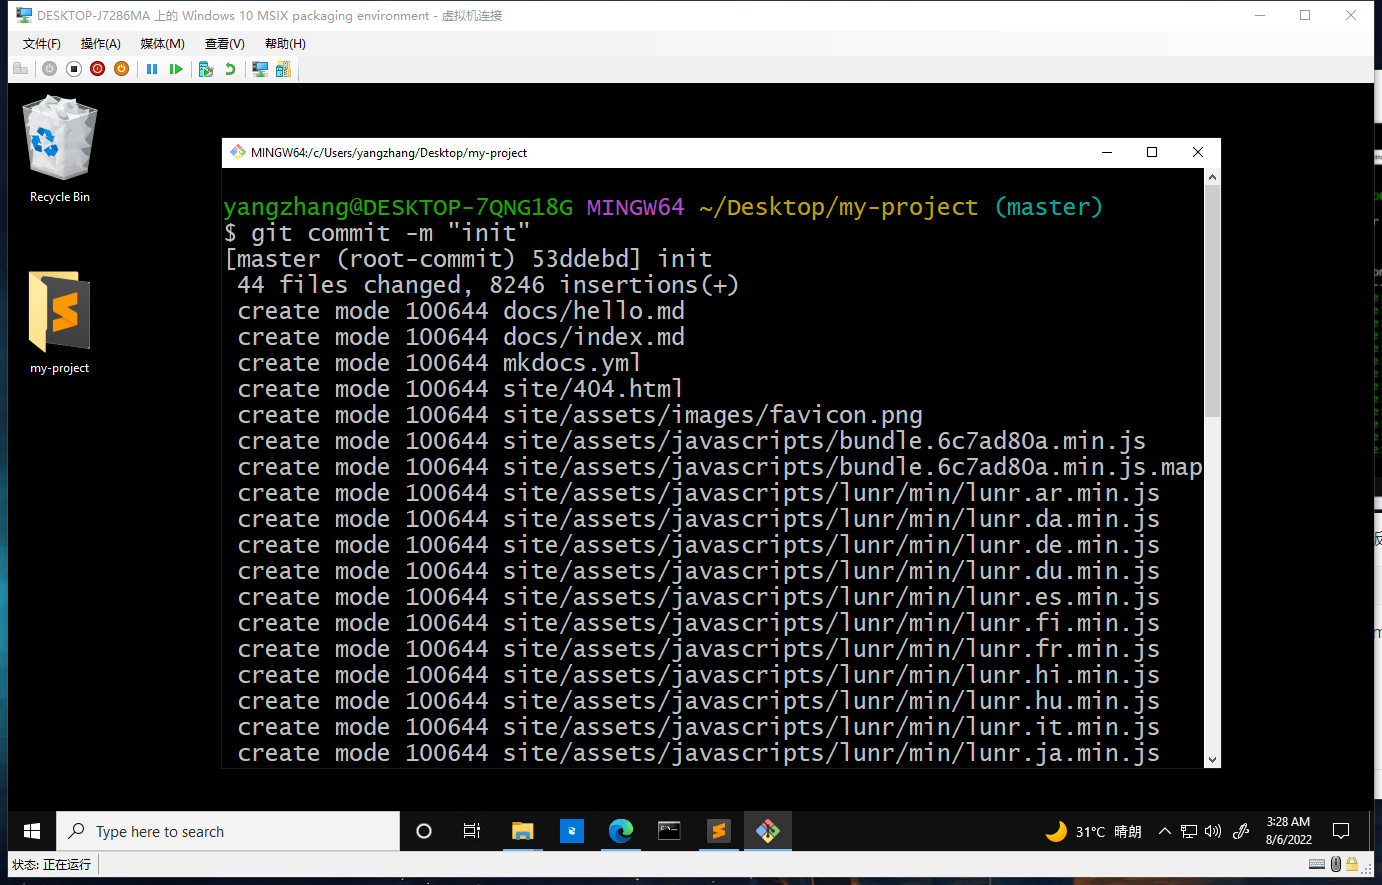 DESKTOP-J7286MA 上的 Windows 10 MSIX packaging environment - 虚拟机连接
文件(F) 操作(A) 媒体(M) 查看(V) 帮助(H)
Recycle Bin
my-project
MINGW64:/c/Users/yangzhang/Desktop/my-project
yangzhang@DESKTOP-7QNG18G MINGW64 ~/Desktop/my-project (master)
$ git commit -m "init"
[master (root-commit) 53ddebd] init
44 files changed, 8246 insertions(+)
create mode 100644 docs/hello.md
create mode 100644 docs/index.md
create mode 100644 mkdocs.yml
create mode 100644 site/404.html
create mode 100644 site/assets/images/favicon.png
create mode 100644 site/assets/javascripts/bundle.6c7ad80a.min.js
create mode 100644 site/assets/javascripts/bundle.6c7ad80a.min.js.map
create mode 100644 site/assets/javascripts/lunr/min/lunr.ar.min.js
create mode 100644 site/assets/javascripts/lunr/min/lunr.da.min.js
create mode 100644 site/assets/javascripts/lunr/min/lunr.de.min.js
create mode 100644 site/assets/javascripts/lunr/min/lunr.du.min.js
create mode 100644 site/assets/javascripts/lunr/min/lunr.es.min.js
create mode 100644 site/assets/javascripts/lunr/min/lunr.fi.min.js
create mode 100644 site/assets/javascripts/lunr/min/lunr.fr.min.js
create mode 100644 site/assets/javascripts/lunr/min/lunr.hi.min.js
create mode 100644 site/assets/javascripts/lunr/min/lunr.hu.min.js
create mode 100644 site/assets/javascripts/lunr/min/lunr.it.min.js
create mode 100644 site/assets/javascripts/lunr/min/lunr.ja.min.js
Type here to search
31°C 晴朗
3:28 AM
8/6/2022
状态: 正在运行